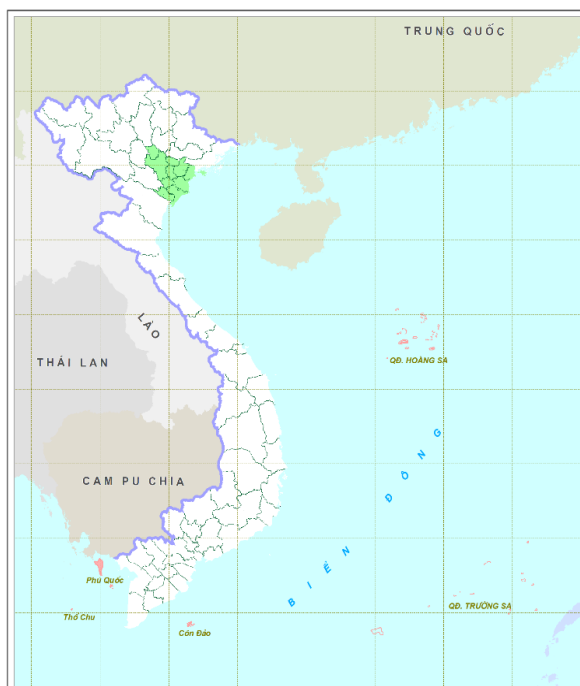 TRUNG QUỐC
LÀO
QĐ. HOÀNG SA
THÁI LAN
BIỂN ĐÔNG
CAM PU CHIA
Phú Quốc
QĐ. TRƯỜNG SA
Thổ Chu
Côn Đảo